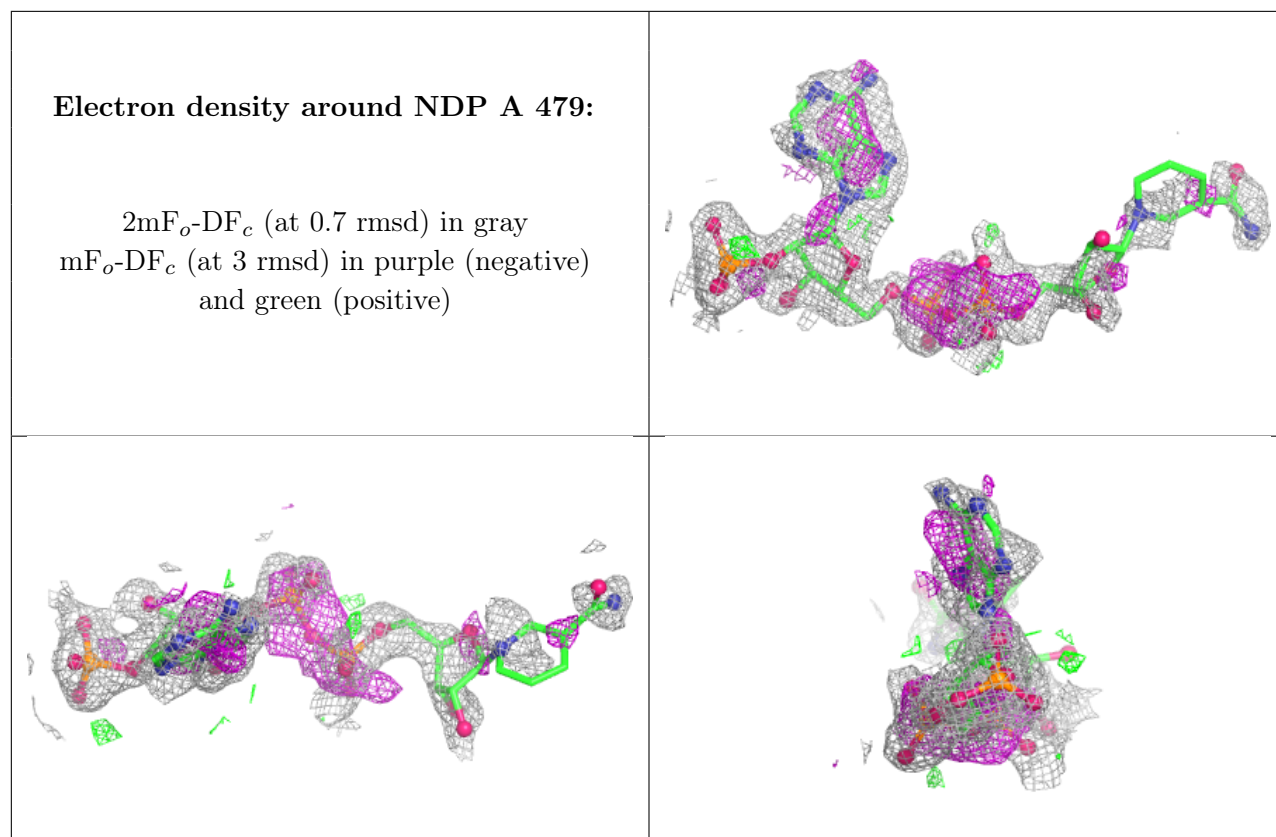 Electron density around NDP A 479:
2mFo-DFc (at 0.7 rmsd) in gray
mFo-DFc (at 3 rmsd) in purple (negative)
and green (positive)